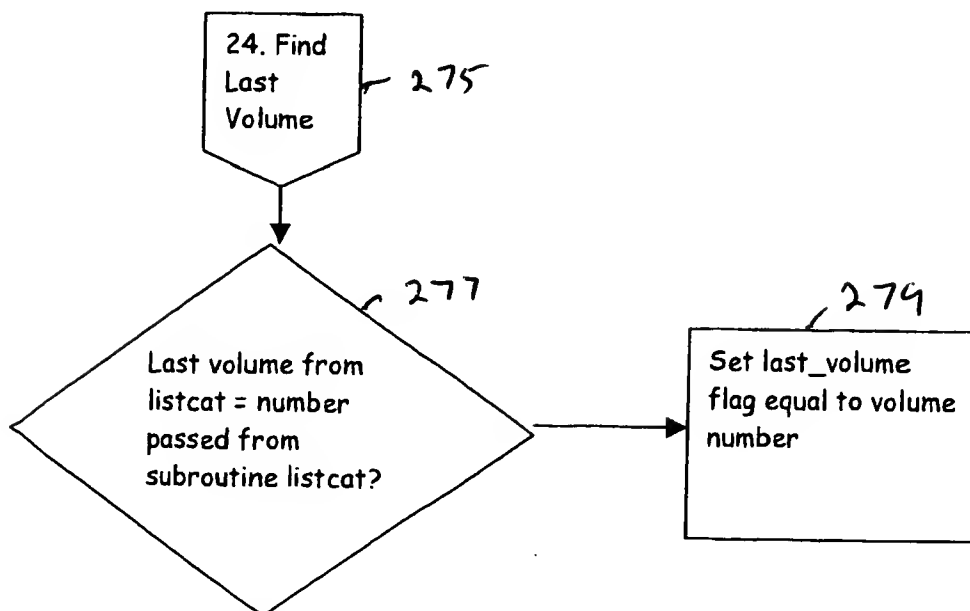 24. Find
Last
Volume
275
277
Last volume from
listcat = number
passed from
subroutine listcat?
279
Set last_volume
flag equal to volume
number